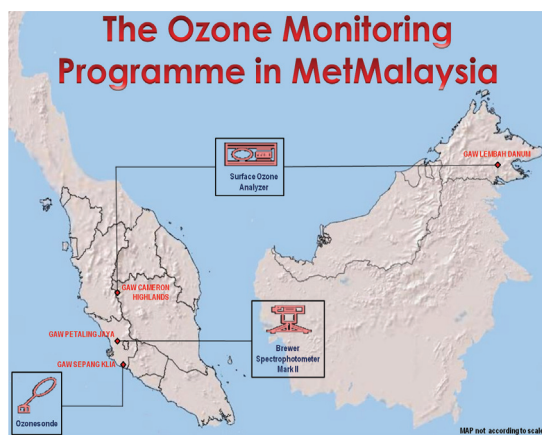 The Ozone Monitoring
Programme in MetMalaysia
GAW LEMBAH DANUM
Surface Ozone
Analyzer
GAW CAMERON
HIGHLANDS
GAW PETALING JAYA
Brewer
Spectrophotometer
Mark II
GAW SEPANG KLIA
Ozonesonde
MAP not according to scale